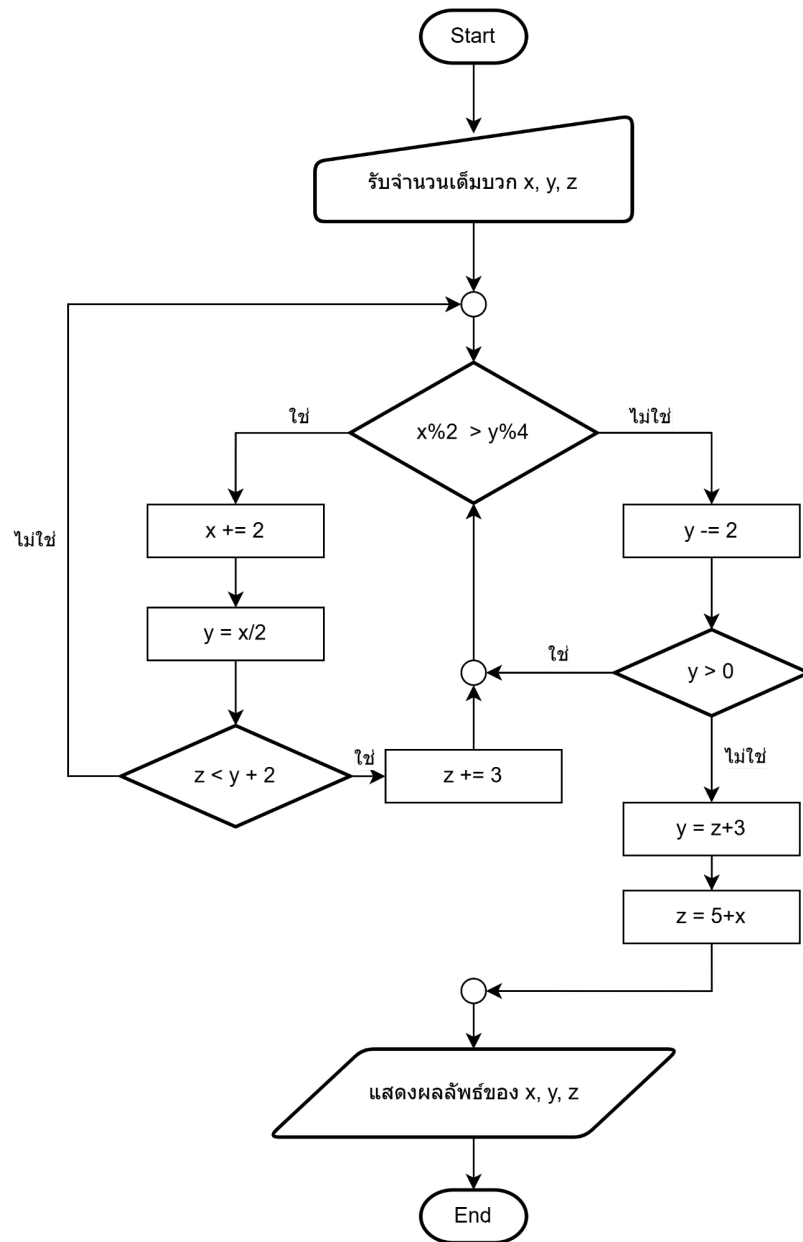 Start
รับจำนวนเต็มบวก x, y, z
x%2 > y%4
ใช่
ไม่ใช่
x += 2
y -= 2
ไม่ใช่
y = x/2
ใช่
y > 0
z < y + 2
ใช่
z += 3
ไม่ใช่
y = z+3
z = 5+x
แสดงผลลัพธ์ของ x, y, z
End